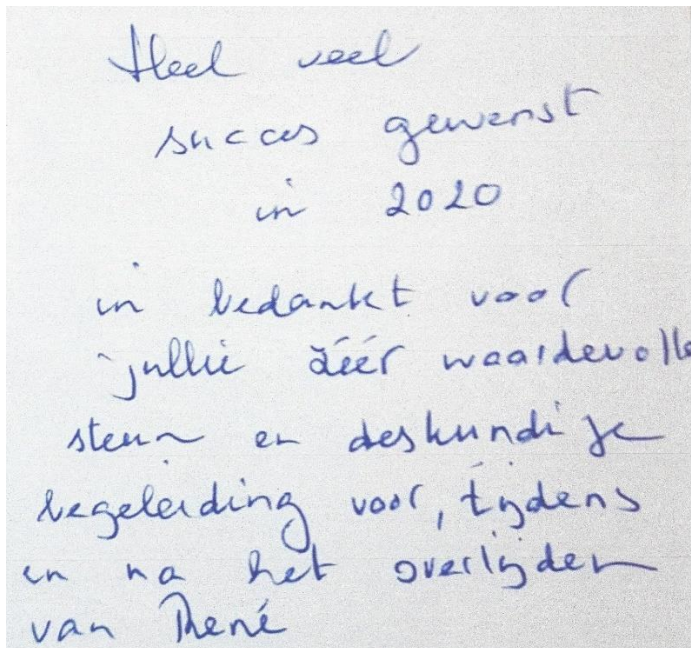 Heel veel
succes gewenst
in 2020
en bedankt voor
jullie zéér waardevolle
steun en deskundige
begeleiding voor, tijdens
en na het overlijden
van René